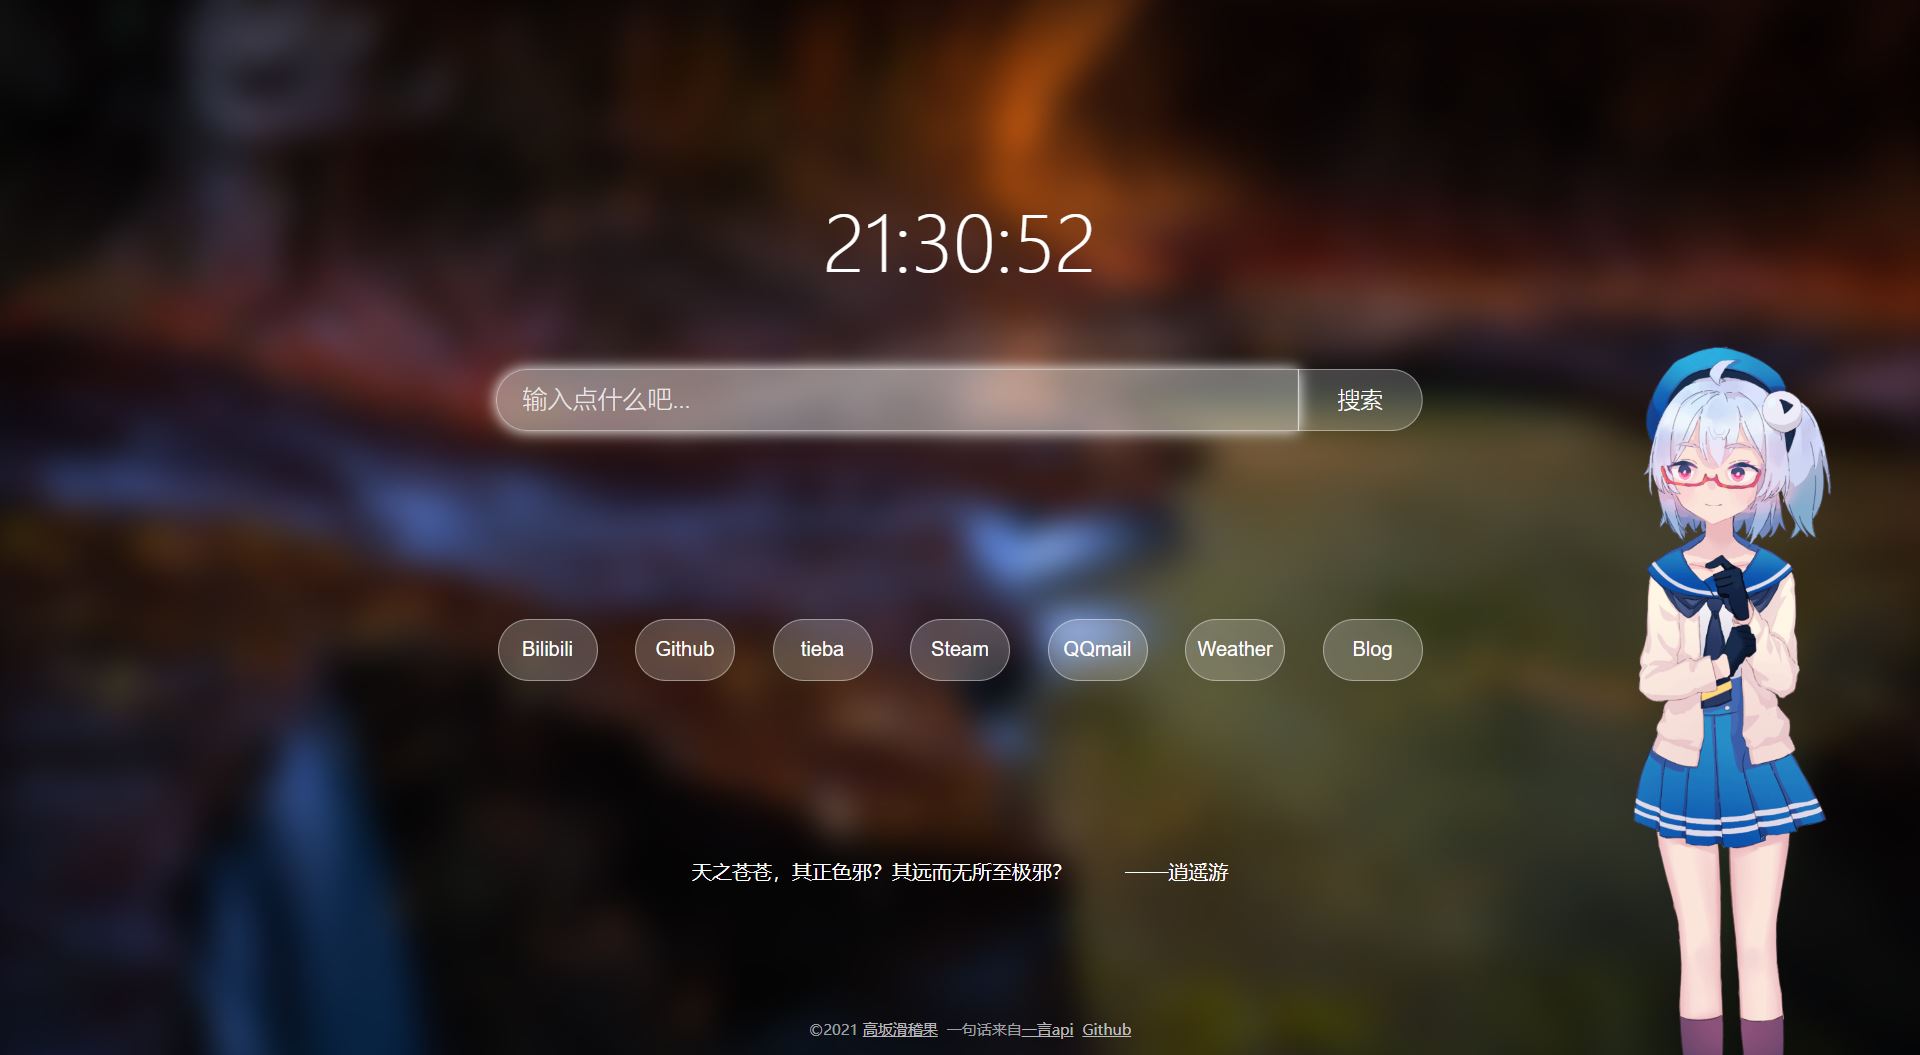 21:30:52
输入点什么吧...
搜索
Bilibili Github tieba Steam QQmail Weather Blog
天之苍苍，其正色邪？其远而无所至极邪？ ——逍遥游
©2021 高坂滑稽果 一句话来自一言api Github